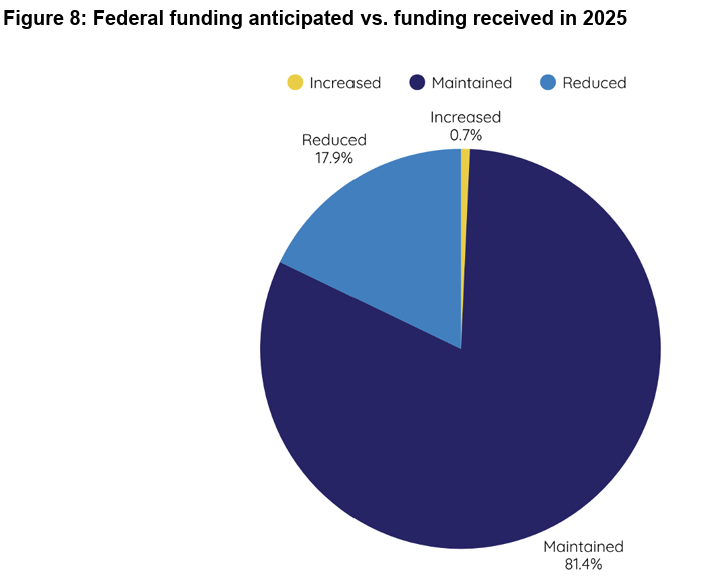 Figure 8: Federal funding anticipated vs. funding received in 2025
Increased Maintained Reduced
Increased
0.7%
Reduced
17.9%
Maintained
81.4%